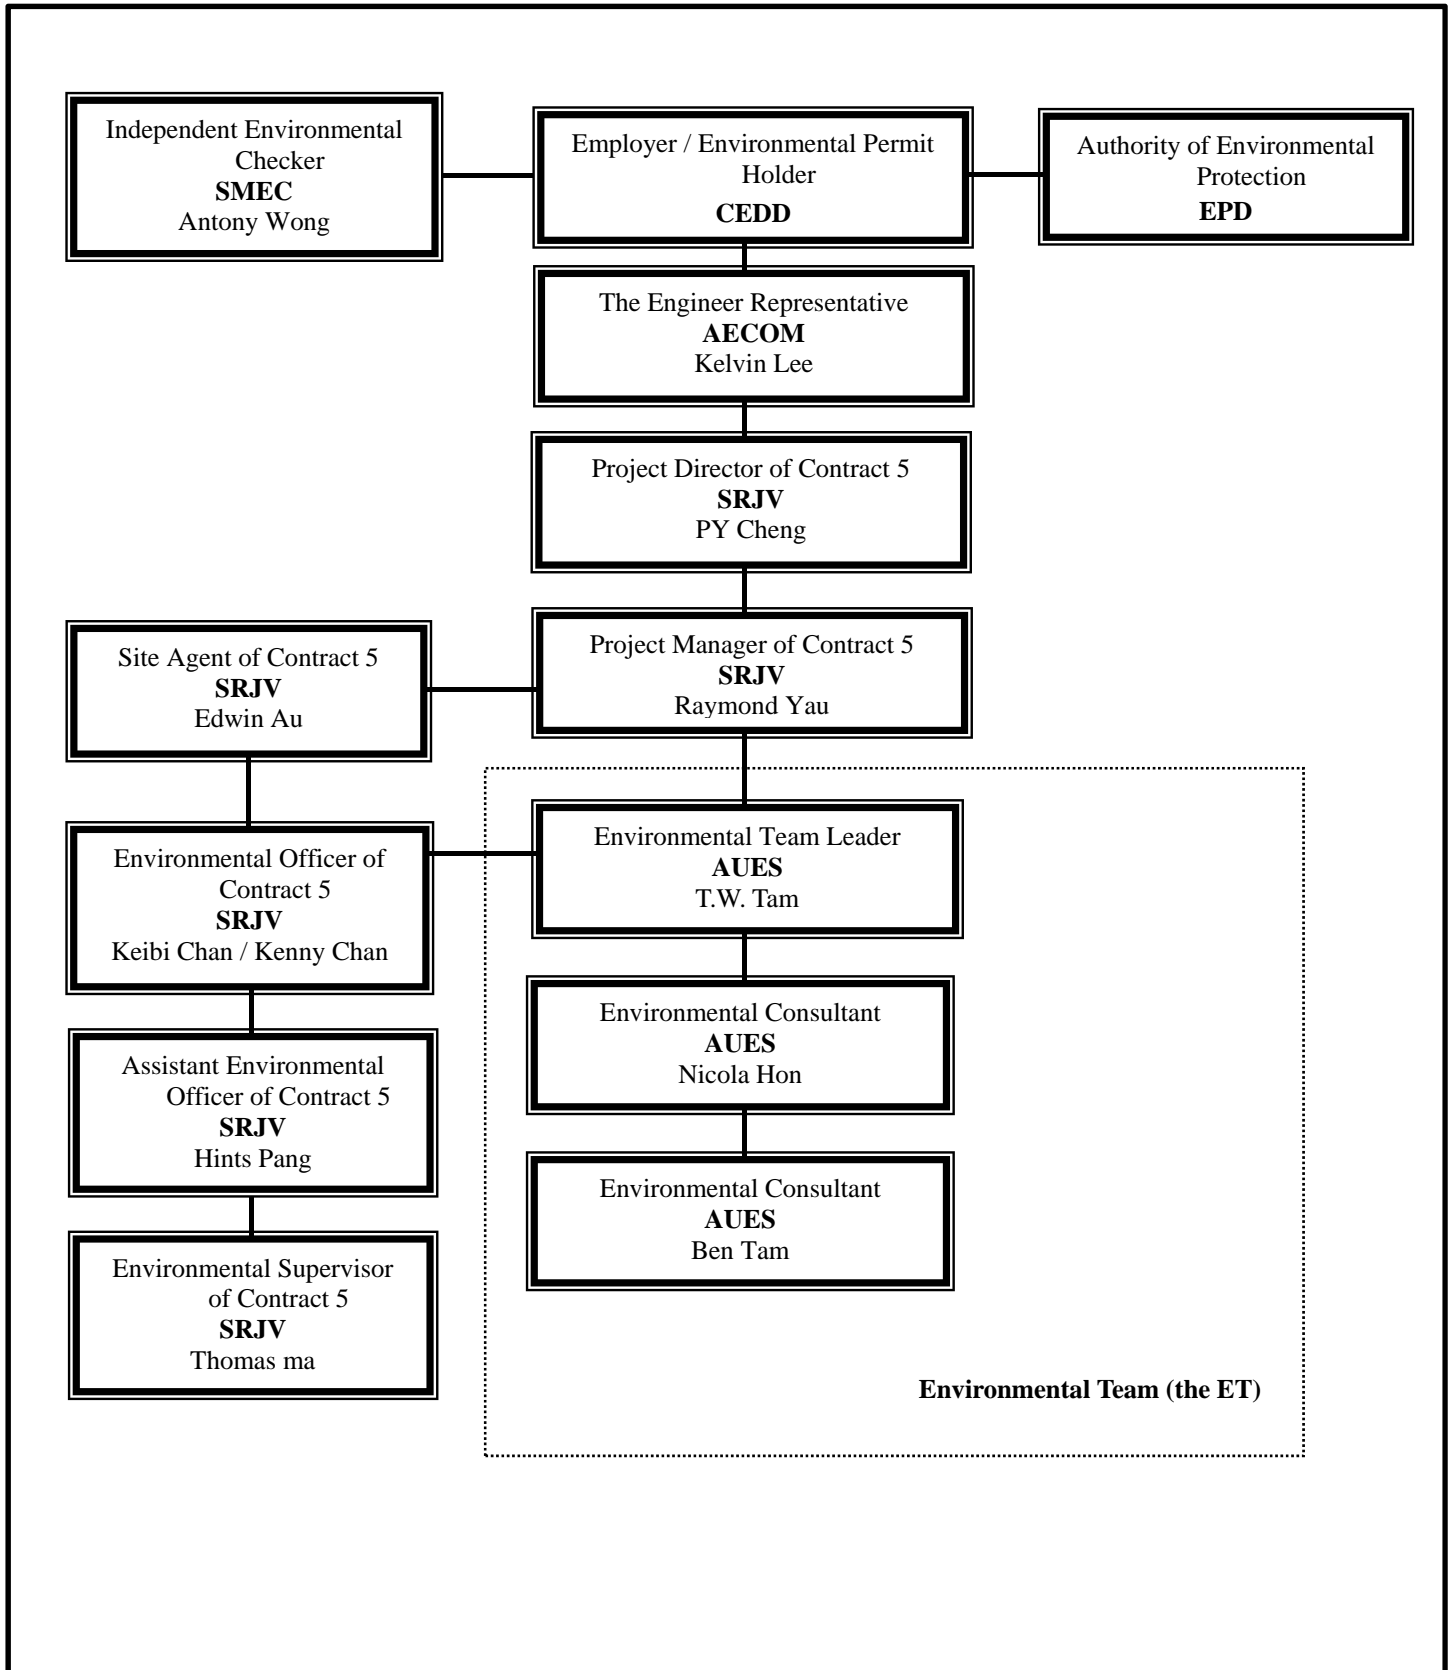 Independent Environmental
Checker
SMEC
Antony Wong
Employer / Environmental Permit
Holder
CEDD
Authority of Environmental
Protection
EPD
The Engineer Representative
AECOM
Kelvin Lee
Project Director of Contract 5
SRJV
PY Cheng
Site Agent of Contract 5
SRJV
Edwin Au
Project Manager of Contract 5
SRJV
Raymond Yau
Environmental Officer of
Contract 5
SRJV
Keibi Chan / Kenny Chan
Environmental Team Leader
AUES
T.W. Tam
Assistant Environmental
Officer of Contract 5
SRJV
Hints Pang
Environmental Consultant
AUES
Nicola Hon
Environmental Supervisor
of Contract 5
SRJV
Thomas ma
Environmental Consultant
AUES
Ben Tam
Environmental Team (the ET)